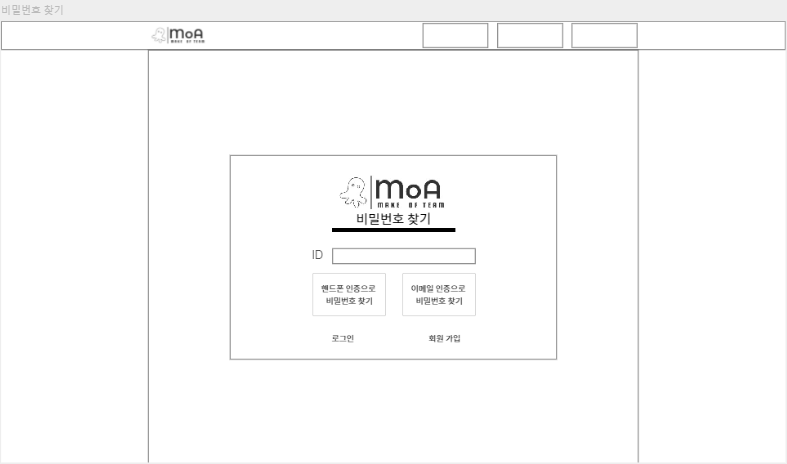 비밀번호 찾기
MoA
MAKE OF TEAM
MoA
MAKE OF TEAM
비밀번호 찾기
ID
핸드폰 인증으로
비밀번호 찾기
이메일 인증으로
비밀번호 찾기
로그인
회원 가입